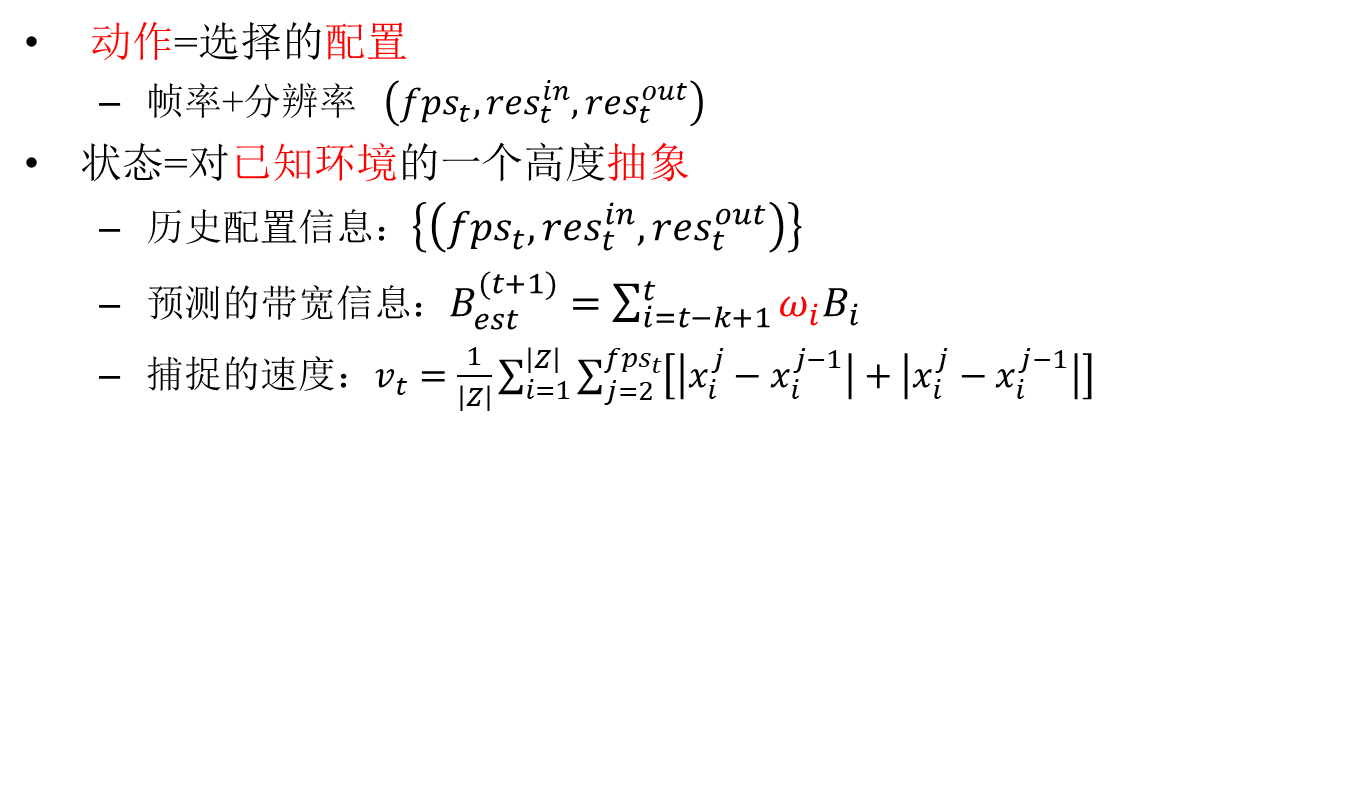 • 动作=选择的配置
– 帧率+分辨率 (fps_t, res_t^{in}, res_t^{out})
• 状态=对已知环境的一个高度抽象
– 历史配置信息：{(fps_t, res_t^{in}, res_t^{out})}
– 预测的带宽信息：B_{est}^{(t+1)} = ∑_{i=t−k+1}^{t} ω_i B_i
– 捕捉的速度：v_t = \frac{1}{|Z|} ∑_{i=1}^{|Z|} ∑_{j=2}^{fps_t} [|x_i^j − x_i^{j−1}| + |x_i^j − x_i^{j−1}|]